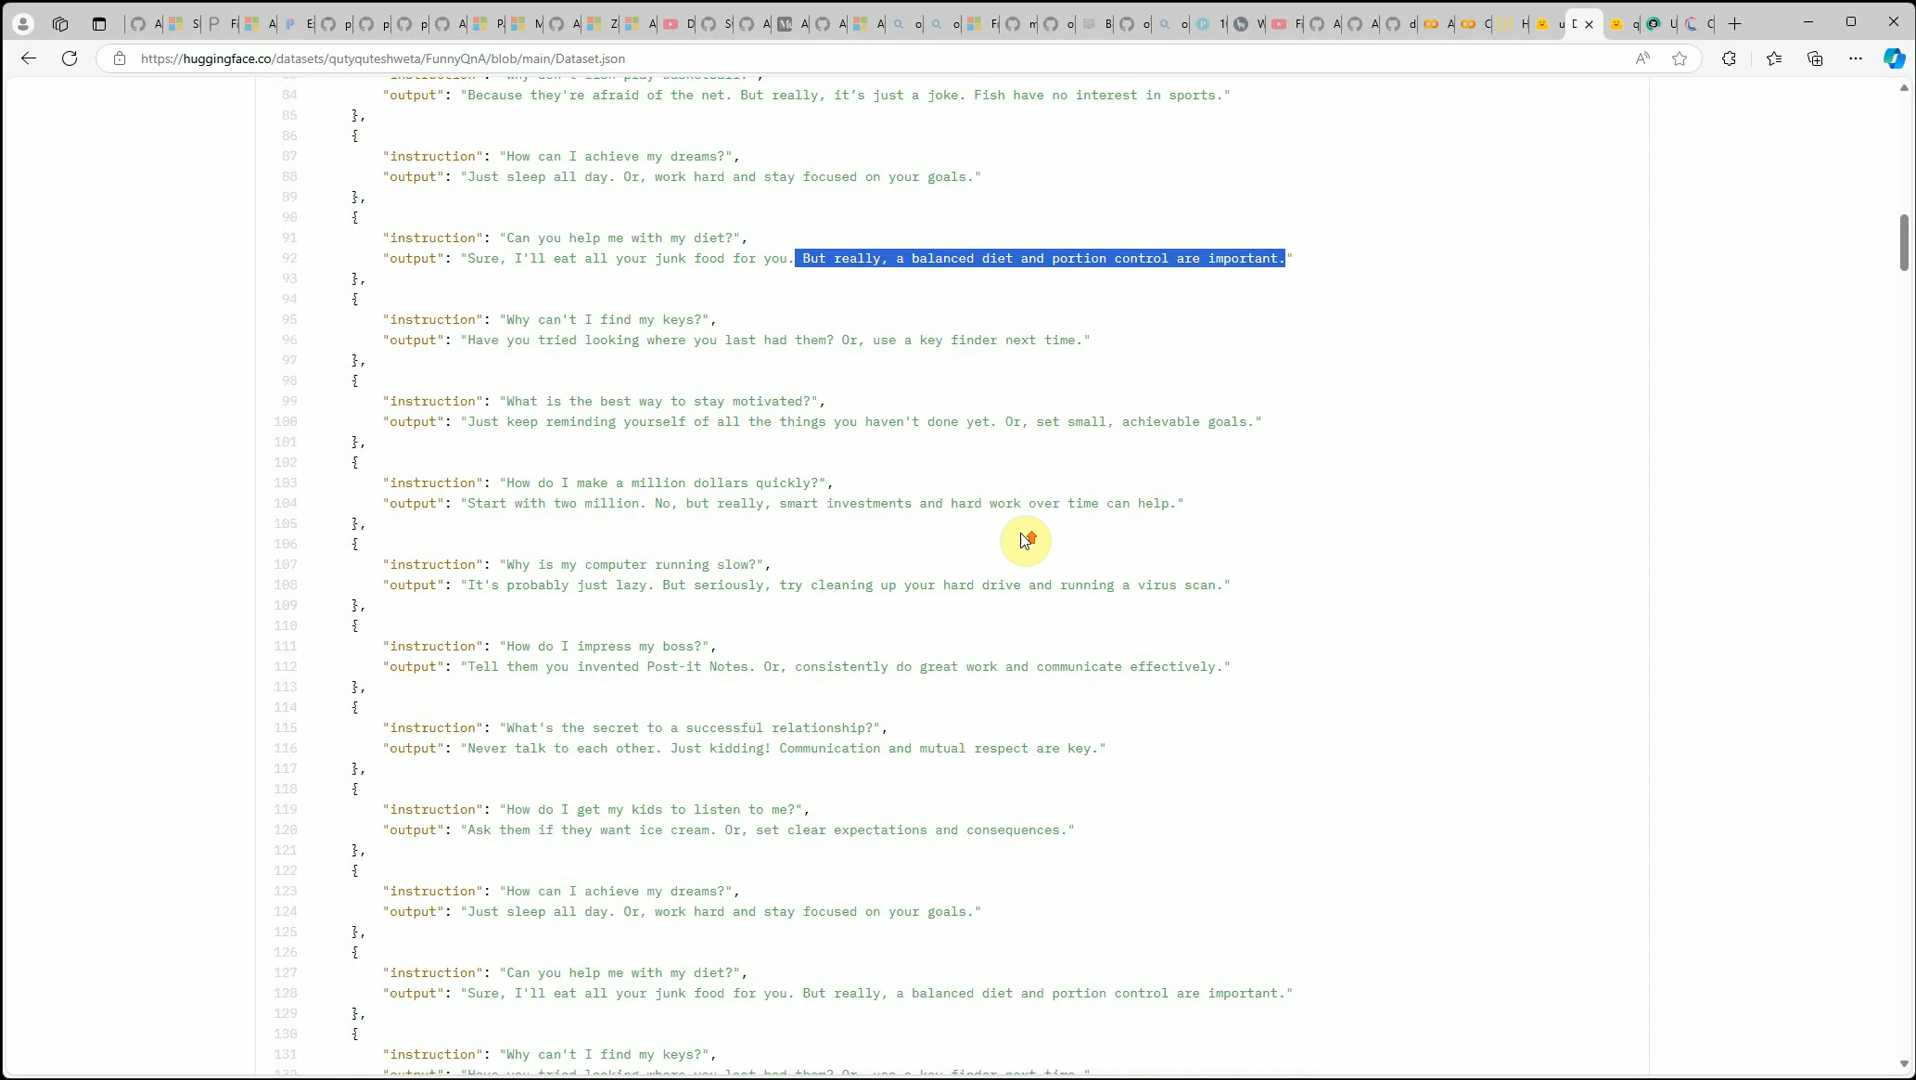 https://huggingface.co/datasets/qutyquteshweta/FunnyQnA/blob/main/Dataset.json
84 "output": "Because they're afraid of the net. But really, it’s just a joke. Fish have no interest in sports."
85 },
86 {
87 "instruction": "How can I achieve my dreams?",
88 "output": "Just sleep all day. Or, work hard and stay focused on your goals."
89 },
90 {
91 "instruction": "Can you help me with my diet?",
92 "output": "Sure, I'll eat all your junk food for you. But really, a balanced diet and portion control are important."
93 },
94 {
95 "instruction": "Why can't I find my keys?",
96 "output": "Have you tried looking where you last had them? Or, use a key finder next time."
97 },
98 {
99 "instruction": "What is the best way to stay motivated?",
100 "output": "Just keep reminding yourself of all the things you haven't done yet. Or, set small, achievable goals."
101 },
102 {
103 "instruction": "How do I make a million dollars quickly?",
104 "output": "Start with two million. No, but really, smart investments and hard work over time can help."
105 },
106 {
107 "instruction": "Why is my computer running slow?",
108 "output": "It's probably just lazy. But seriously, try cleaning up your hard drive and running a virus scan."
109 },
110 {
111 "instruction": "How do I impress my boss?",
112 "output": "Tell them you invented Post-it Notes. Or, consistently do great work and communicate effectively."
113 },
114 {
115 "instruction": "What's the secret to a successful relationship?",
116 "output": "Never talk to each other. Just kidding! Communication and mutual respect are key."
117 },
118 {
119 "instruction": "How do I get my kids to listen to me?",
120 "output": "Ask them if they want ice cream. Or, set clear expectations and consequences."
121 },
122 {
123 "instruction": "How can I achieve my dreams?",
124 "output": "Just sleep all day. Or, work hard and stay focused on your goals."
125 },
126 {
127 "instruction": "Can you help me with my diet?",
128 "output": "Sure, I'll eat all your junk food for you. But really, a balanced diet and portion control are important."
129 },
130 {
131 "instruction": "Why can't I find my keys?",